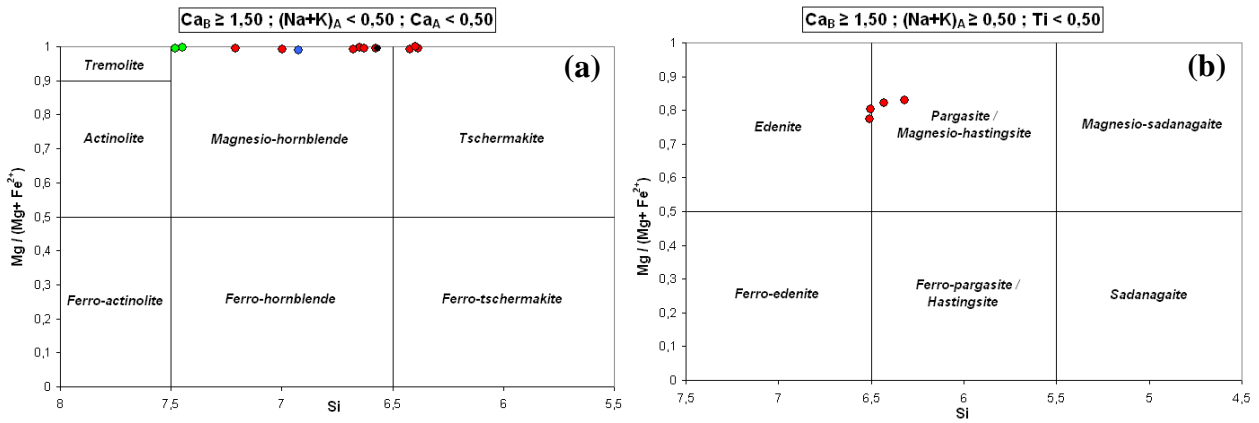 Ca_B ≥ 1,50 ; (Na+K)_A < 0,50 ; Ca_A < 0,50
(a)
1
0,9
0,8
0,7
0,6
0,5
0,4
0,3
0,2
0,1
0
Mg / (Mg+ Fe²⁺)
Tremolite
Actinolite
Magnesio-hornblende
Tschermakite
Ferro-actinolite
Ferro-hornblende
Ferro-tschermakite
8
7,5
7
6,5
6
5,5
Si
Ca_B ≥ 1,50 ; (Na+K)_A ≥ 0,50 ; Ti < 0,50
(b)
1
0,9
0,8
0,7
0,6
0,5
0,4
0,3
0,2
0,1
0
Mg / (Mg+ Fe²⁺)
Edenite
Pargasite /
Magnesio-hastingsite
Magnesio-sadanagaite
Ferro-edenite
Ferro-pargasite /
Hastingsite
Sadanagaite
7,5
6,5
6
5,5
5
4,5
Si